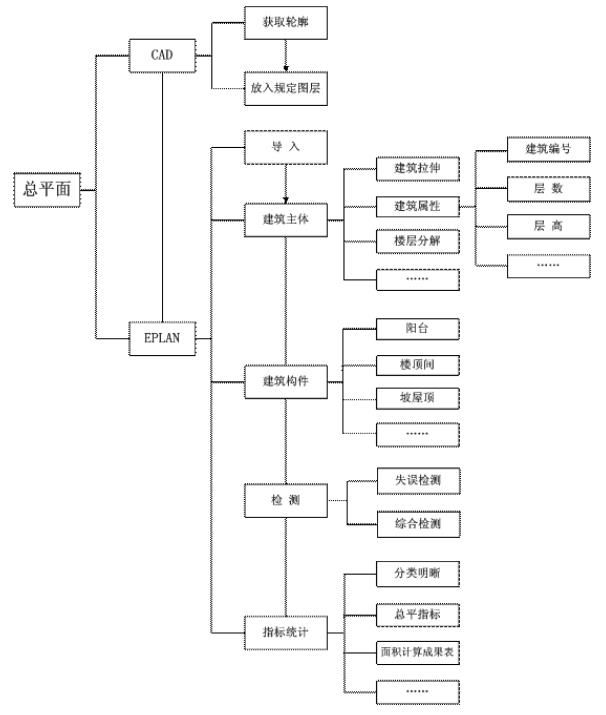 总平面
CAD
获取轮廓
放入规定图层
EPLAN
导 入
建筑主体
建筑拉伸
建筑属性
建筑编号
层 数
层 高
……
楼层分解
……
建筑构件
阳台
楼顶间
坡屋顶
……
检 测
失误检测
综合检测
指标统计
分类明晰
总平指标
面积计算成果表
……